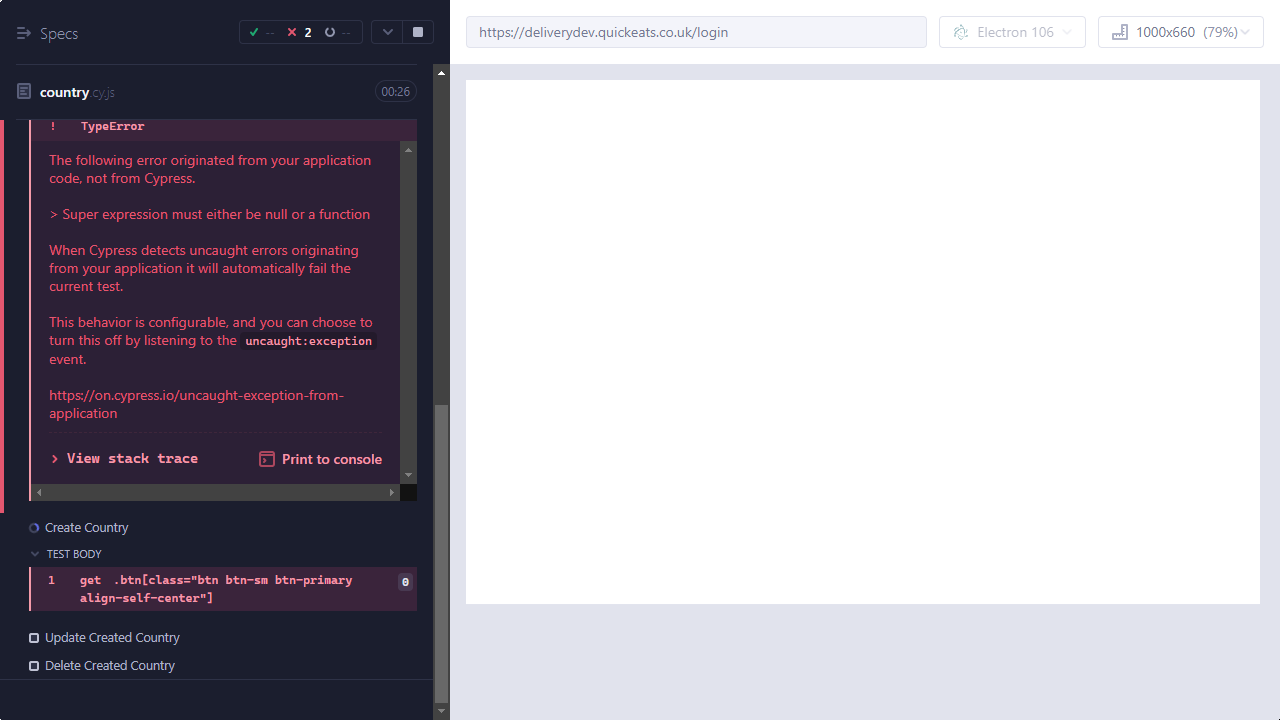 Specs
-- 2 --
https://deliverydev.quickeats.co.uk/login
Electron 106
1000x660 (79%)
country.cy.js
00:26
! TypeError
The following error originated from your application
code, not from Cypress.
> Super expression must either be null or a function
When Cypress detects uncaught errors originating
from your application it will automatically fail the
current test.
This behavior is configurable, and you can choose to
turn this off by listening to the uncaught:exception
event.
https://on.cypress.io/uncaught-exception-from-
application
> View stack trace
Print to console
Create Country
TEST BODY
1 get .btn[class="btn btn-sm btn-primary
align-self-center"]
0
Update Created Country
Delete Created Country